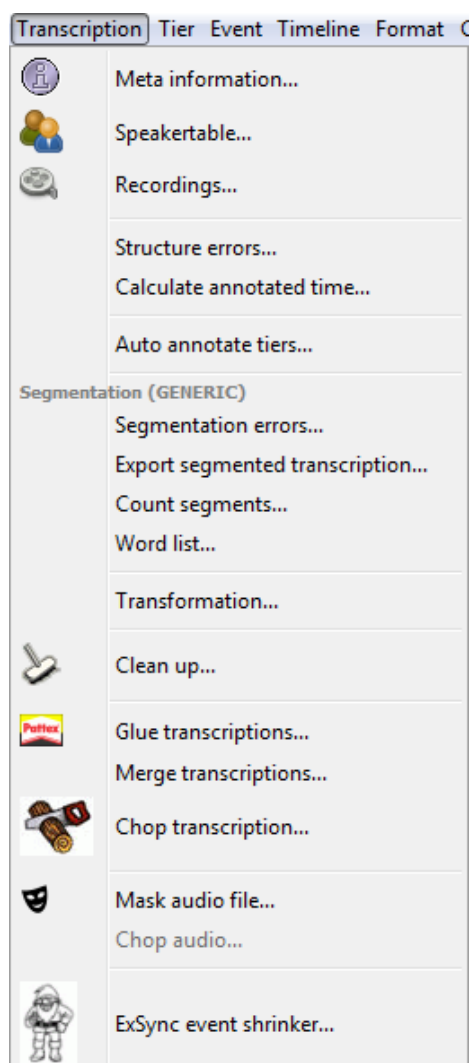 Transcription Tier Event Timeline Format
Meta information...
Speakertable...
Recordings...
Structure errors...
Calculate annotated time...
Auto annotate tiers...
Segmentation (GENERIC)
Segmentation errors...
Export segmented transcription...
Count segments...
Word list...
Transformation...
Clean up...
Pattex
Glue transcriptions...
Merge transcriptions...
Chop transcription...
Mask audio file...
Chop audio...
ExSync event shrinker...